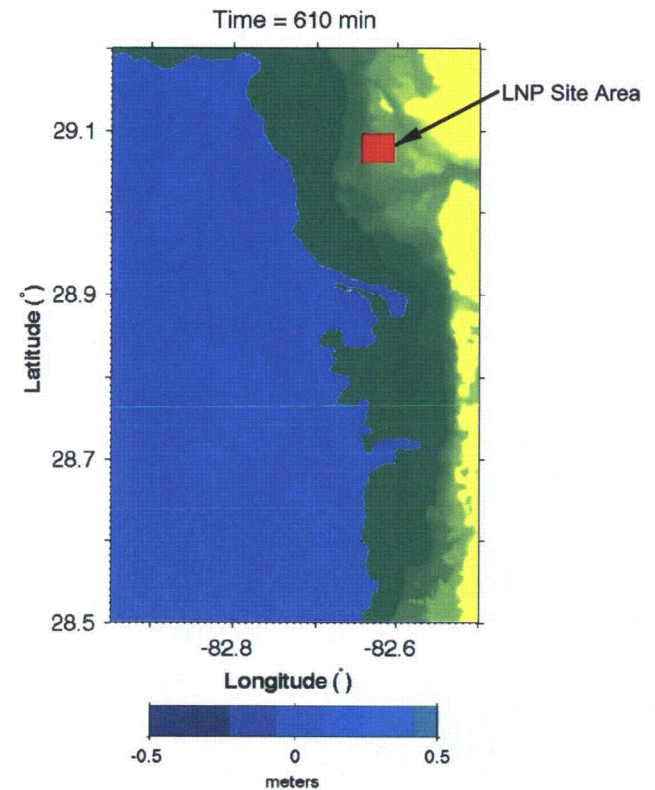 Time = 610 min
LNP Site Area
29.1
28.9
28.7
28.5
Latitude (°)
-82.8
-82.6
Longitude (°)
-0.5
0
0.5
meters